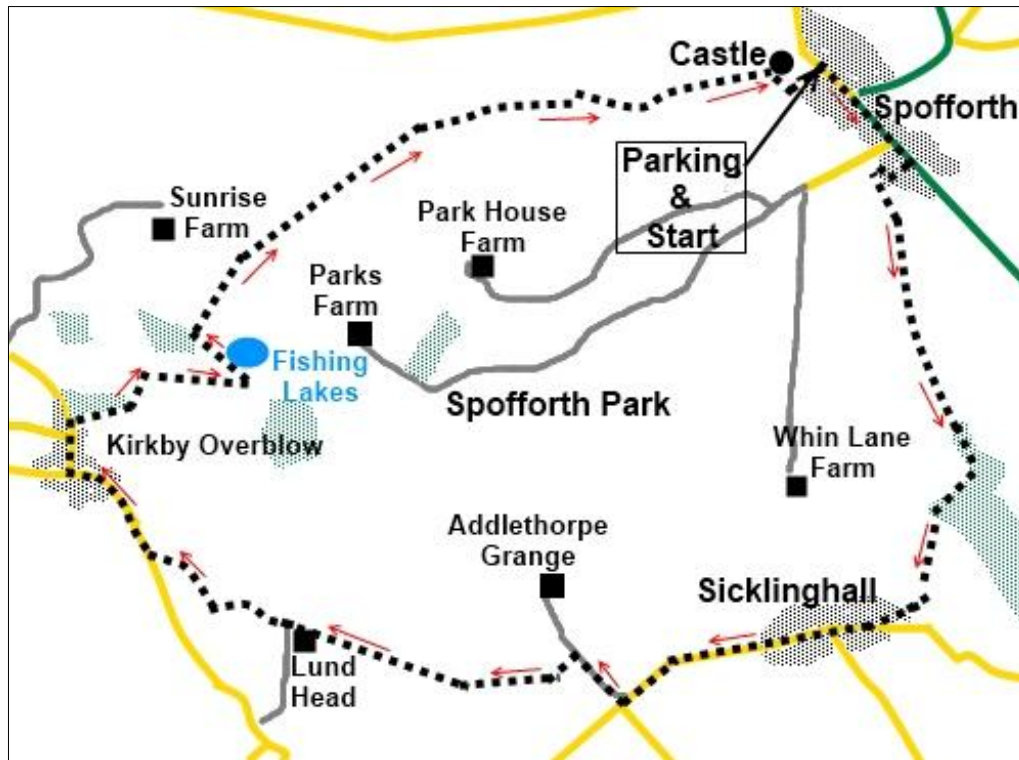 Castle
Spofforth
Parking
&
Start
Sunrise
Farm
Park House
Farm
Parks
Farm
Fishing
Lakes
Spofforth Park
Kirkby Overblow
Whin Lane
Farm
Addlethorpe
Grange
Sicklinghall
Lund
Head